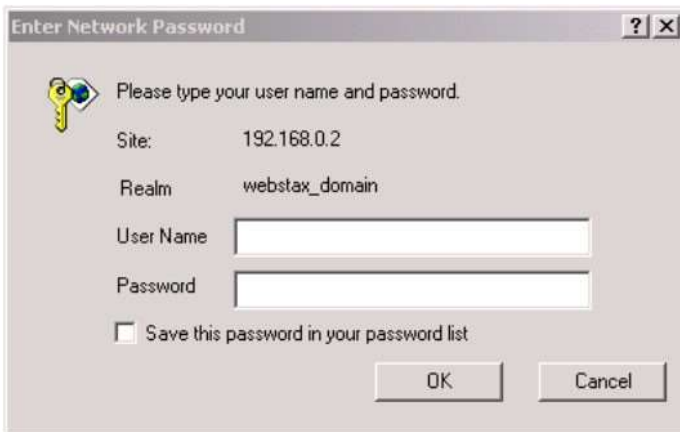 Enter Network Password
Please type your user name and password.
Site: 192.168.0.2
Realm webstax_domain
User Name
Password
Save this password in your password list
OK Cancel